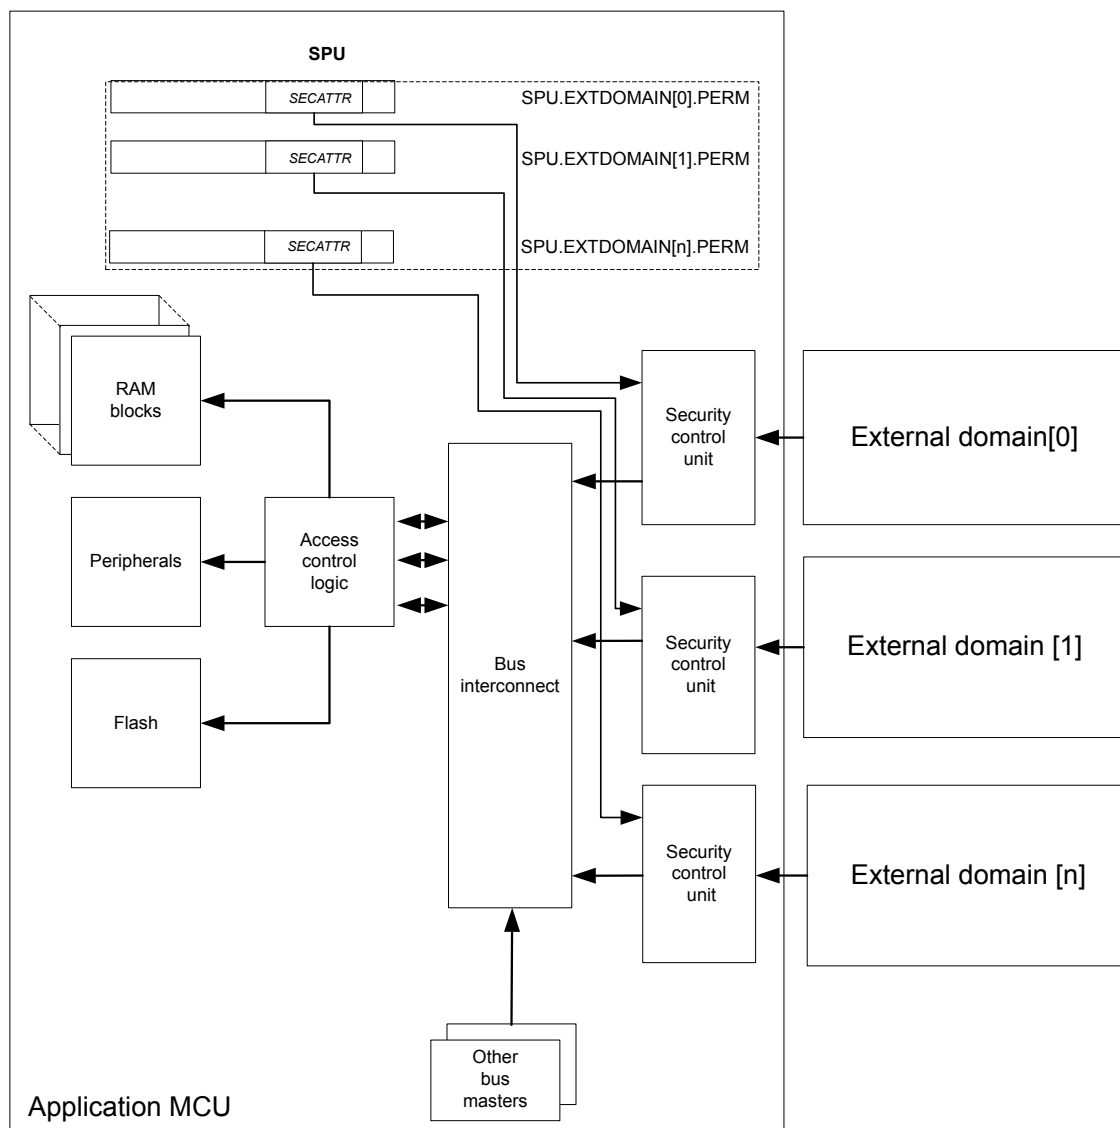 SPU
SECATTR
SPU.EXTDOMAIN[0].PERM
SECATTR
SPU.EXTDOMAIN[1].PERM
SECATTR
SPU.EXTDOMAIN[n].PERM
RAM
blocks
Security
control
unit
External domain[0]
Peripherals
Access
control
logic
Bus
interconnect
Security
control
unit
External domain [1]
Flash
Security
control
unit
External domain [n]
Other
bus
masters
Application MCU